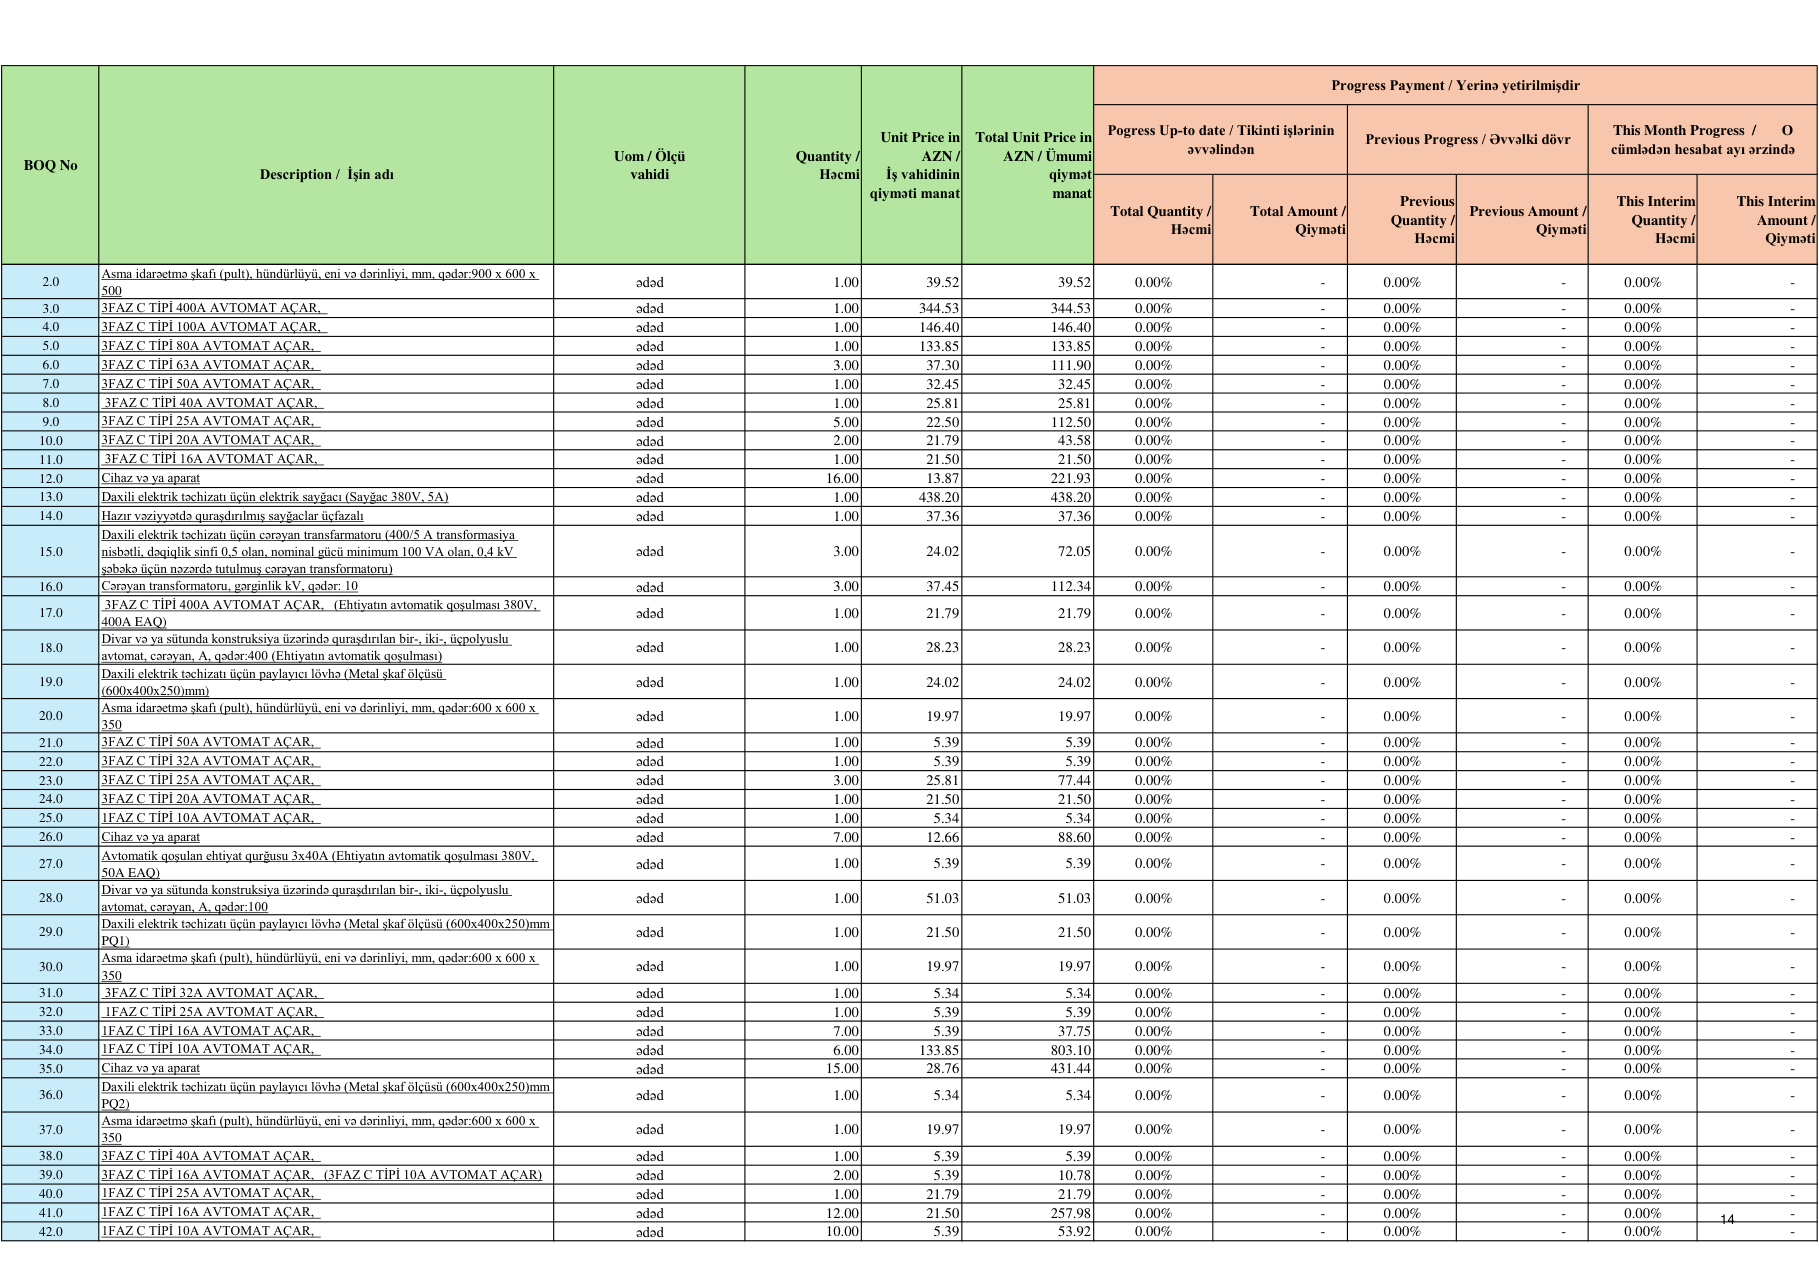 Progress Payment / Yerinə yetirilmişdir
BOQ No
Description / İşin adı
Uom / Ölçü
vahidi
Quantity /
Həcmi
Unit Price in
AZN /
İş vahidinin
qiyməti manat
Total Unit Price in
AZN / Ümumi
qiymət
manat
Pogress Up-to date / Tikinti işlərinin
əvvəlindən
Previous Progress / Əvvəlki dövr
This Month Progress / O
cümlədən hesabat ayı ərzində
Total Quantity /
Həcmi
Total Amount /
Qiyməti
Previous
Quantity /
Həcmi
Previous Amount /
Qiyməti
This Interim
Quantity /
Həcmi
This Interim
Amount /
Qiyməti
2.0 Asma idarəetmə şkafı (pult), hündürlüyü, eni və dərinliyi, mm, qədər:900 x 600 x
500 ədəd 1.00 39.52 39.52 0.00% - 0.00% - 0.00% -
3.0 3FAZ C TİPİ 400A AVTOMAT AÇAR, ədəd 1.00 344.53 344.53 0.00% - 0.00% - 0.00% -
4.0 3FAZ C TİPİ 100A AVTOMAT AÇAR, ədəd 1.00 146.40 146.40 0.00% - 0.00% - 0.00% -
5.0 3FAZ C TİPİ 80A AVTOMAT AÇAR, ədəd 1.00 133.85 133.85 0.00% - 0.00% - 0.00% -
6.0 3FAZ C TİPİ 63A AVTOMAT AÇAR, ədəd 3.00 37.30 111.90 0.00% - 0.00% - 0.00% -
7.0 3FAZ C TİPİ 50A AVTOMAT AÇAR, ədəd 1.00 32.45 32.45 0.00% - 0.00% - 0.00% -
8.0 3FAZ C TİPİ 40A AVTOMAT AÇAR, ədəd 1.00 25.81 25.81 0.00% - 0.00% - 0.00% -
9.0 3FAZ C TİPİ 25A AVTOMAT AÇAR, ədəd 5.00 22.50 112.50 0.00% - 0.00% - 0.00% -
10.0 3FAZ C TİPİ 20A AVTOMAT AÇAR, ədəd 2.00 21.79 43.58 0.00% - 0.00% - 0.00% -
11.0 3FAZ C TİPİ 16A AVTOMAT AÇAR, ədəd 1.00 21.50 21.50 0.00% - 0.00% - 0.00% -
12.0 Cihaz və ya aparat ədəd 16.00 13.87 221.93 0.00% - 0.00% - 0.00% -
13.0 Daxili elektrik təchizatı üçün elektrik sayğacı (Sayğac 380V, 5A) ədəd 1.00 438.20 438.20 0.00% - 0.00% - 0.00% -
14.0 Hazır vəziyyətdə quraşdırılmış sayğaclar üçfazalı ədəd 1.00 37.36 37.36 0.00% - 0.00% - 0.00% -
15.0 Daxili elektrik təchizatı üçün cərəyan transfarmatoru (400/5 A transformasiya
nisbətli, dəqiqlik sinfi 0,5 olan, nominal gücü minimum 100 VA olan, 0,4 kV
şəbəkə üçün nəzərdə tutulmuş cərəyan transformatoru) ədəd 3.00 24.02 72.05 0.00% - 0.00% - 0.00% -
16.0 Cərəyan transformatoru, gərginlik kV, qədər: 10 ədəd 3.00 37.45 112.34 0.00% - 0.00% - 0.00% -
17.0 3FAZ C TİPİ 400A AVTOMAT AÇAR, (Ehtiyatın avtomatik qoşulması 380V,
400A EAQ) ədəd 1.00 21.79 21.79 0.00% - 0.00% - 0.00% -
18.0 Divar və ya sütunda konstruksiya üzərində quraşdırılan bir-, iki-, üçpolyuslu
avtomat, cərəyan, A, qədər:400 (Ehtiyatın avtomatik qoşulması) ədəd 1.00 28.23 28.23 0.00% - 0.00% - 0.00% -
19.0 Daxili elektrik təchizatı üçün paylayıcı lövhə (Metal şkaf ölçüsü
(600x400x250)mm) ədəd 1.00 24.02 24.02 0.00% - 0.00% - 0.00% -
20.0 Asma idarəetmə şkafı (pult), hündürlüyü, eni və dərinliyi, mm, qədər:600 x 600 x
350 ədəd 1.00 19.97 19.97 0.00% - 0.00% - 0.00% -
21.0 3FAZ C TİPİ 50A AVTOMAT AÇAR, ədəd 1.00 5.39 5.39 0.00% - 0.00% - 0.00% -
22.0 3FAZ C TİPİ 32A AVTOMAT AÇAR, ədəd 1.00 5.39 5.39 0.00% - 0.00% - 0.00% -
23.0 3FAZ C TİPİ 25A AVTOMAT AÇAR, ədəd 3.00 25.81 77.44 0.00% - 0.00% - 0.00% -
24.0 3FAZ C TİPİ 20A AVTOMAT AÇAR, ədəd 1.00 21.50 21.50 0.00% - 0.00% - 0.00% -
25.0 1FAZ C TİPİ 10A AVTOMAT AÇAR, ədəd 1.00 5.34 5.34 0.00% - 0.00% - 0.00% -
26.0 Cihaz və ya aparat ədəd 7.00 12.66 88.60 0.00% - 0.00% - 0.00% -
27.0 Avtomatik qoşulan ehtiyat qurğusu 3x40A (Ehtiyatın avtomatik qoşulması 380V,
50A EAQ) ədəd 1.00 5.39 5.39 0.00% - 0.00% - 0.00% -
28.0 Divar və ya sütunda konstruksiya üzərində quraşdırılan bir-, iki-, üçpolyuslu
avtomat, cərəyan, A, qədər:100 ədəd 1.00 51.03 51.03 0.00% - 0.00% - 0.00% -
29.0 Daxili elektrik təchizatı üçün paylayıcı lövhə (Metal şkaf ölçüsü (600x400x250)mm
PQ1) ədəd 1.00 21.50 21.50 0.00% - 0.00% - 0.00% -
30.0 Asma idarəetmə şkafı (pult), hündürlüyü, eni və dərinliyi, mm, qədər:600 x 600 x
350 ədəd 1.00 19.97 19.97 0.00% - 0.00% - 0.00% -
31.0 3FAZ C TİPİ 32A AVTOMAT AÇAR, ədəd 1.00 5.34 5.34 0.00% - 0.00% - 0.00% -
32.0 1FAZ C TİPİ 25A AVTOMAT AÇAR, ədəd 1.00 5.39 5.39 0.00% - 0.00% - 0.00% -
33.0 1FAZ C TİPİ 16A AVTOMAT AÇAR, ədəd 7.00 5.39 37.75 0.00% - 0.00% - 0.00% -
34.0 1FAZ C TİPİ 10A AVTOMAT AÇAR, ədəd 6.00 133.85 803.10 0.00% - 0.00% - 0.00% -
35.0 Cihaz və ya aparat ədəd 15.00 28.76 431.44 0.00% - 0.00% - 0.00% -
36.0 Daxili elektrik təchizatı üçün paylayıcı lövhə (Metal şkaf ölçüsü (600x400x250)mm
PQ2) ədəd 1.00 5.34 5.34 0.00% - 0.00% - 0.00% -
37.0 Asma idarəetmə şkafı (pult), hündürlüyü, eni və dərinliyi, mm, qədər:600 x 600 x
350 ədəd 1.00 19.97 19.97 0.00% - 0.00% - 0.00% -
38.0 3FAZ C TİPİ 40A AVTOMAT AÇAR, ədəd 1.00 5.39 5.39 0.00% - 0.00% - 0.00% -
39.0 3FAZ C TİPİ 16A AVTOMAT AÇAR, (3FAZ C TİPİ 10A AVTOMAT AÇAR) ədəd 2.00 5.39 10.78 0.00% - 0.00% - 0.00% -
40.0 1FAZ C TİPİ 25A AVTOMAT AÇAR, ədəd 1.00 21.79 21.79 0.00% - 0.00% - 0.00% -
41.0 1FAZ C TİPİ 16A AVTOMAT AÇAR, ədəd 12.00 21.50 257.98 0.00% - 0.00% - 0.00% -
14
42.0 1FAZ C TİPİ 10A AVTOMAT AÇAR, ədəd 10.00 5.39 53.92 0.00% - 0.00% - 0.00% -